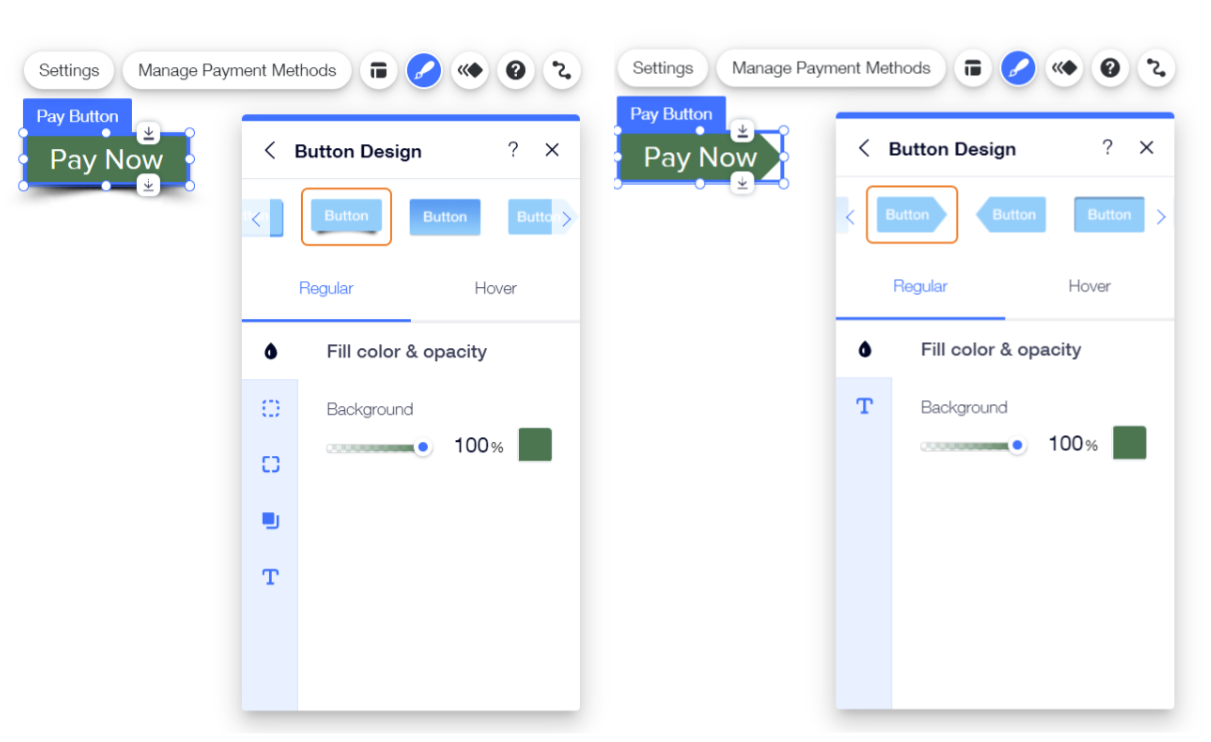 Settings
Manage Payment Methods
Pay Button
Pay Now
Button Design
?
Button
Button
Regular
Hover
Fill color & opacity
Background
100%
T
Settings
Manage Payment Methods
Pay Button
Pay Now
Button Design
?
Button
Button
Button
Regular
Hover
Fill color & opacity
T
Background
100%